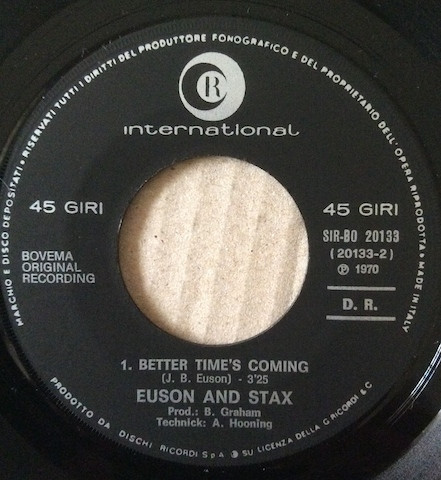 MARCHIO E DISCO DEPOSITATI • RISERVATI TUTTI I DIRITTI DEL PRODUTTORE FONOGRAFICO E DEL PROPRIETARIO DELL'OPERA RIPRODOTTA • MADE IN ITALY
R
international
45 GIRI
45 GIRI
BOVEMA
ORIGINAL
RECORDING
SIR-BO 20133
(20133-2)
℗ 1970
D. R.
1. BETTER TIME'S COMING
(J. B. Euson) - 3'25
EUSON AND STAX
Prod.: B. Graham
Technick: A. Hooning
PRODOTTO DA DISCHI RICORDI S p A SU LICENZA DELLA G RICORDI & C